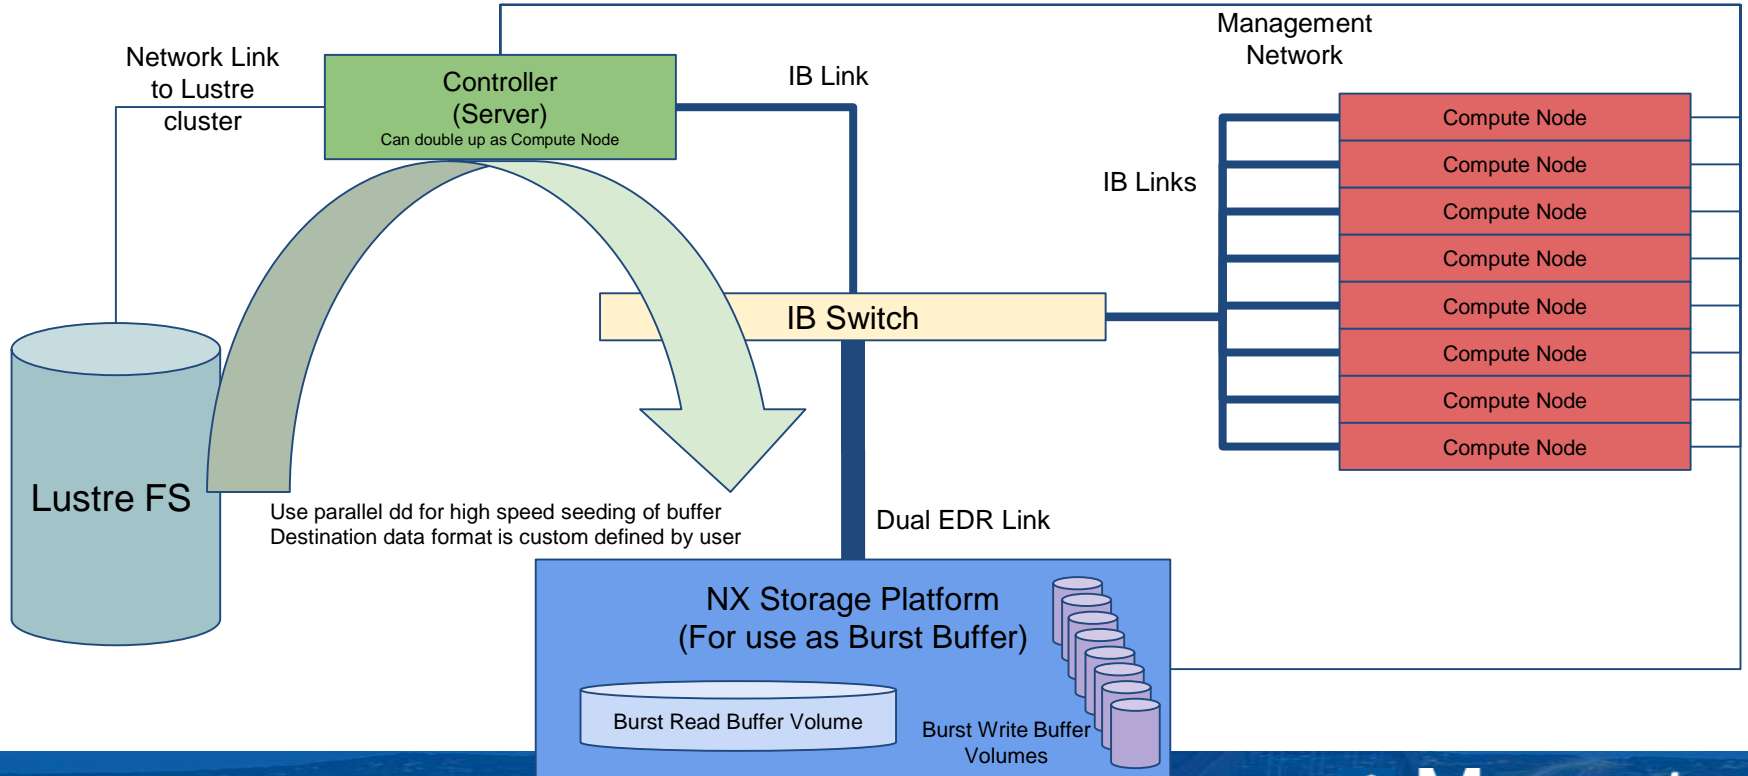 Management
Network
Network Link
to Lustre
cluster
Controller
(Server)
Can double up as Compute Node
IB Link
IB Links
Compute Node
Compute Node
Compute Node
Compute Node
Compute Node
Compute Node
Compute Node
Compute Node
IB Switch
Lustre FS
Use parallel dd for high speed seeding of buffer
Destination data format is custom defined by user
Dual EDR Link
NX Storage Platform
(For use as Burst Buffer)
Burst Read Buffer Volume
Burst Write Buffer
Volumes